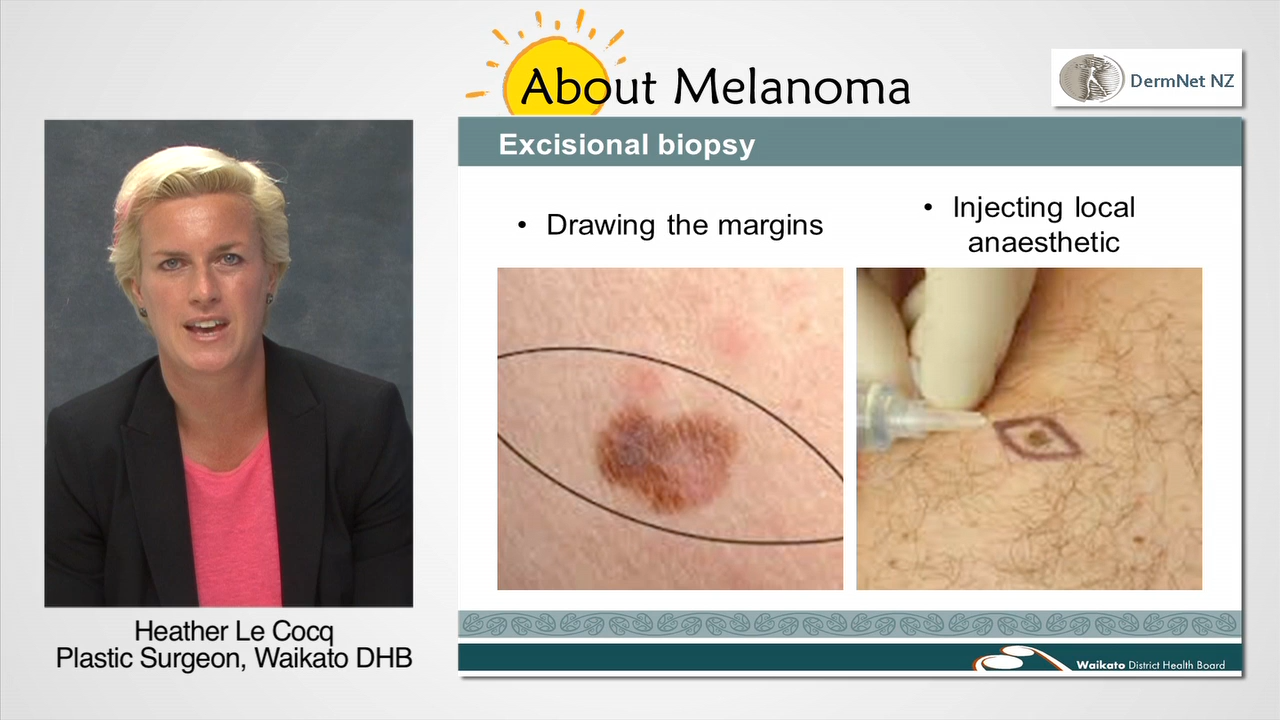 About Melanoma
DermNet NZ
Excisional biopsy
• Drawing the margins
• Injecting local
anaesthetic
Heather Le Cocq
Plastic Surgeon, Waikato DHB
Waikato District Health Board